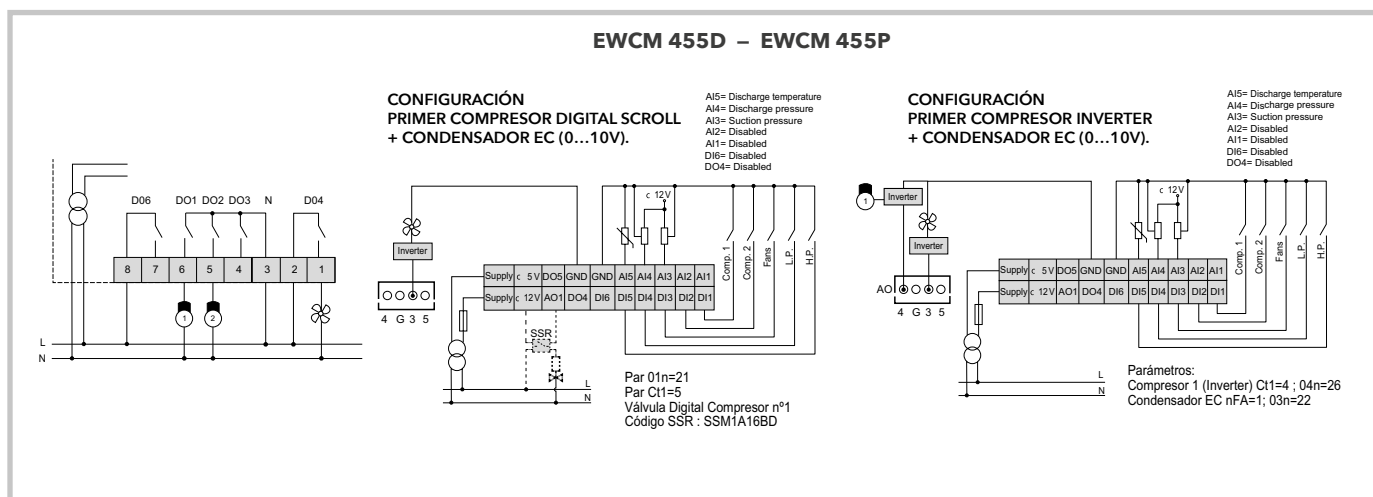 EWCM 455D – EWCM 455P
D06 DO1 DO2 DO3 N D04
8 7 6 5 4 3 2 1
1 2
L
N
CONFIGURACIÓN
PRIMER COMPRESOR DIGITAL SCROLL
+ CONDENSADOR EC (0…10V).
AI5= Discharge temperature
AI4= Discharge pressure
AI3= Suction pressure
AI2= Disabled
AI1= Disabled
DI6= Disabled
DO4= Disabled
c 12V
Inverter
4 G 3 5
Comp. 1
Comp. 2
Fans
L.P.
H.P.
Supply c 5V DO5 GND GND AI5 AI4 AI3 AI2 AI1
Supply c 12V AO1 DO4 DI6 DI5 DI4 DI3 DI2 DI1
SSR
L
N
Par 01n=21
Par Ct1=5
Válvula Digital Compresor nº1
Código SSR : SSM1A16BD
CONFIGURACIÓN
PRIMER COMPRESOR INVERTER
+ CONDENSADOR EC (0…10V).
AI5= Discharge temperature
AI4= Discharge pressure
AI3= Suction pressure
AI2= Disabled
AI1= Disabled
DI6= Disabled
DO4= Disabled
c 12V
1 Inverter
Inverter
AO
4 G 3 5
Comp. 1
Comp. 2
Fans
L.P.
H.P.
Supply c 5V DO5 GND GND AI5 AI4 AI3 AI2 AI1
Supply c 12V AO1 DO4 DI6 DI5 DI4 DI3 DI2 DI1
L
N
Parámetros:
Compresor 1 (Inverter) Ct1=4 ; 04n=26
Condensador EC nFA=1; 03n=22